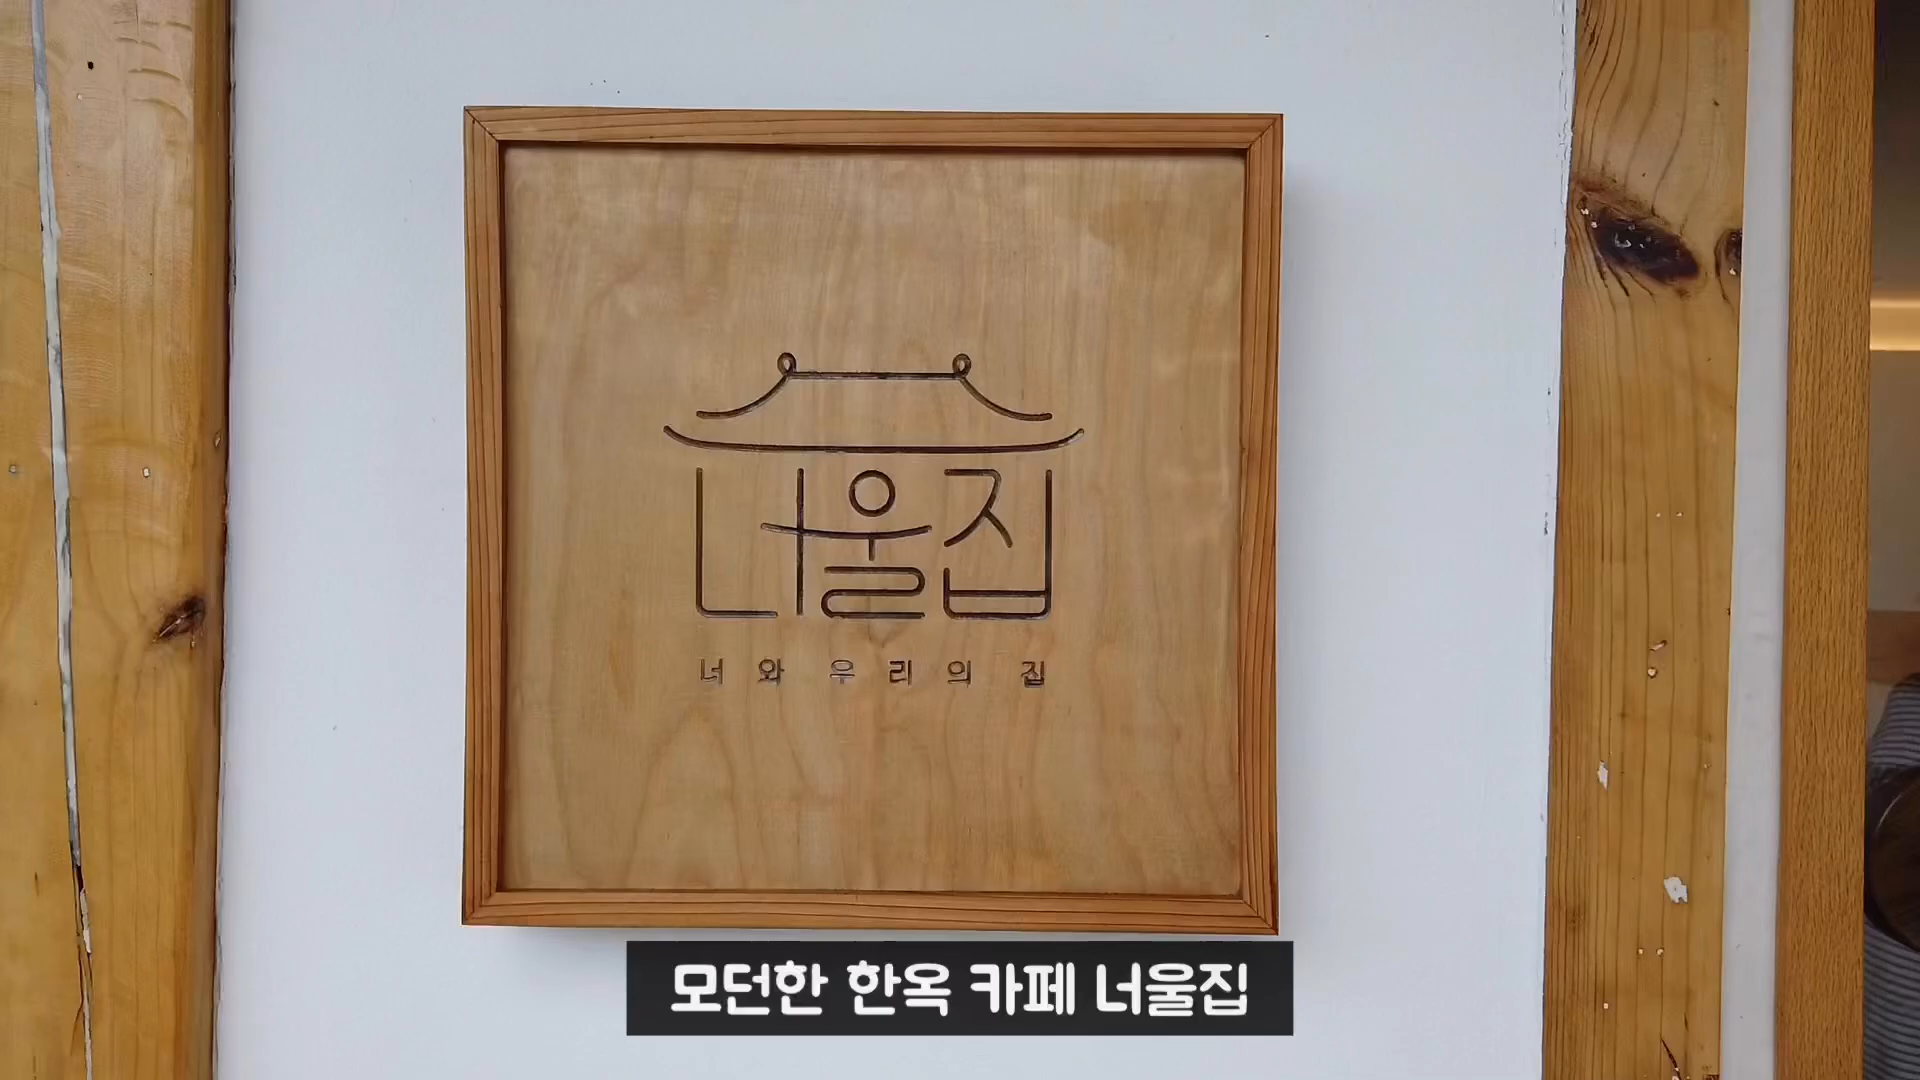 너울집
너와 우리의 집
모던한 한옥 카페 너울집